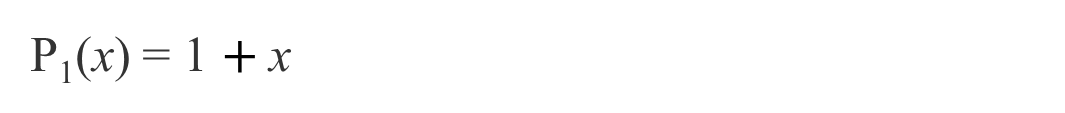 P₁(x) = 1 + x